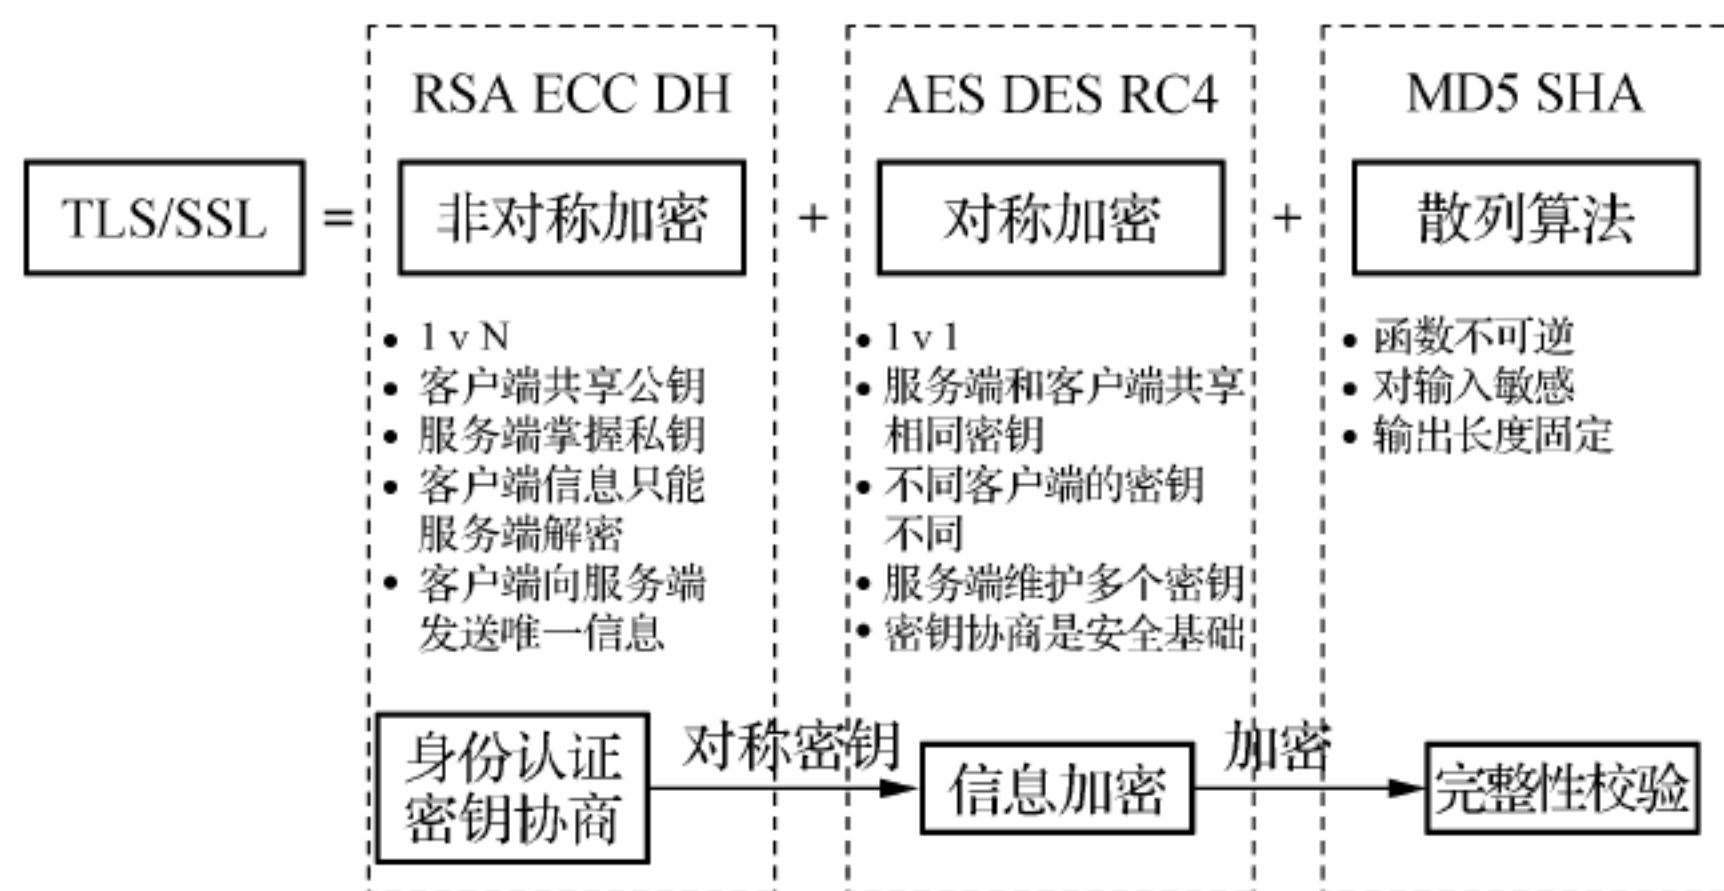 RSA ECC DH
AES DES RC4
MD5 SHA
TLS/SSL
=
非对称加密
+
对称加密
+
散列算法
• 1 v N
• 客户端共享公钥
• 服务端掌握私钥
• 客户端信息只能
服务端解密
• 客户端向服务端
发送唯一信息
• 1 v 1
• 服务端和客户端共享
相同密钥
• 不同客户端的密钥
不同
• 服务端维护多个密钥
• 密钥协商是安全基础
• 函数不可逆
• 对输入敏感
• 输出长度固定
身份认证
密钥协商
对称密钥
信息加密
加密
完整性校验